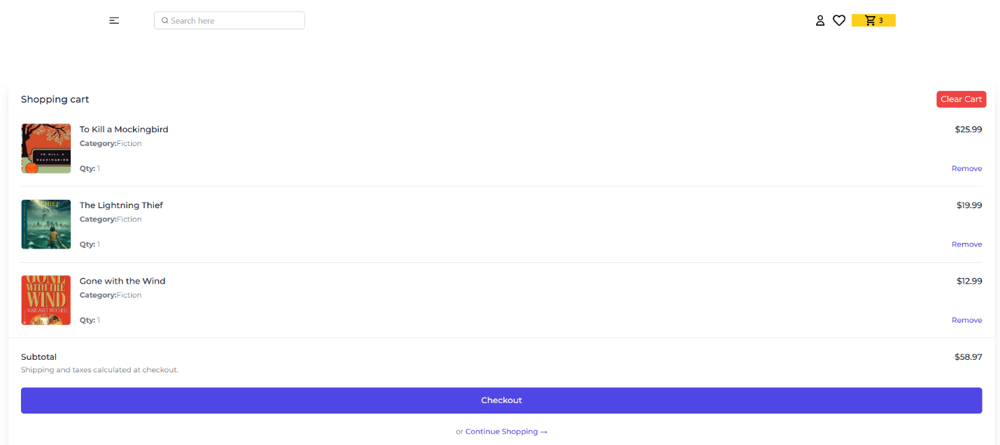 Search here
3
Shopping cart
Clear Cart
To Kill a Mockingbird
$25.99
Category:Fiction
TO KILL A
MOCKINGBIRD
Qty: 1
Remove
The Lightning Thief
$19.99
THIEF
Category:Fiction
Qty: 1
Remove
Gone with the Wind
$12.99
GONE
WITH THE
WIND
MARGARET MITCHELL
Category:Fiction
Qty: 1
Remove
Subtotal
$58.97
Shipping and taxes calculated at checkout.
Checkout
or Continue Shopping →